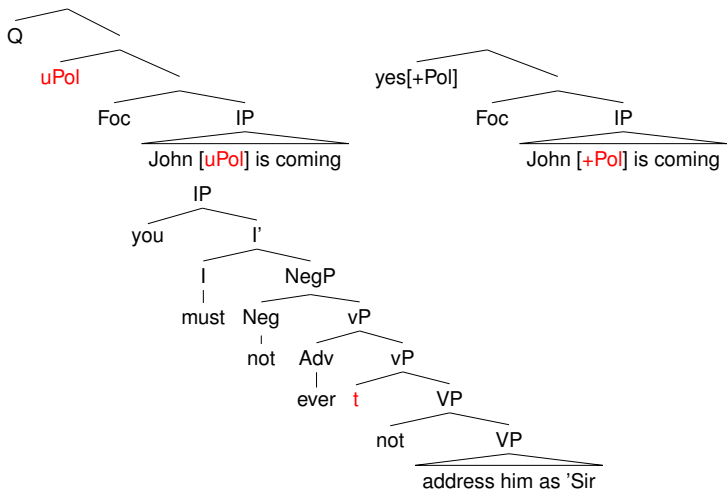 Q
uPol yes[+Pol]
Foc IP Foc IP
John [uPol] is coming John [+Pol] is coming
IP
you I'
I NegP
must Neg vP
not Adv vP
ever t VP
not VP
address him as 'Sir